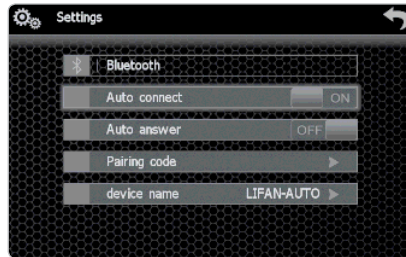 Settings
Bluetooth
Auto connect ON
Auto answer OFF
Pairing code
device name LIFAN-AUTO